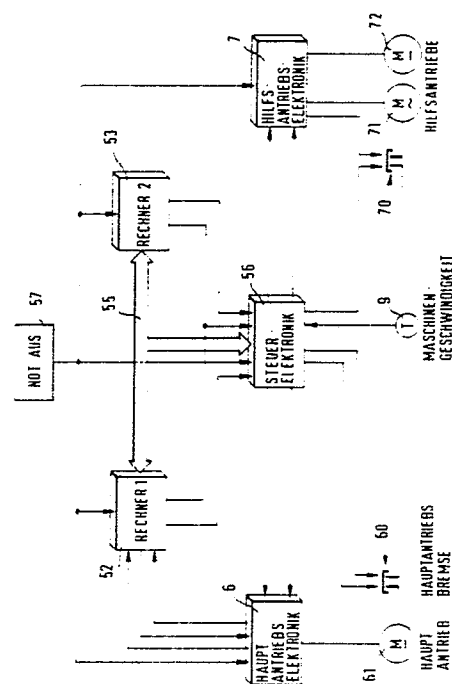 57
NOT AUS
52
RECHNER 1
55
53
RECHNER 2
6
HAUPT
ANTRIEBS
ELEKTRONIK
56
STEUER
ELEKTRONIK
7
HILFS-
ANTRIEBS-
ELEKTRONIK
61
M
HAUPT
ANTRIEB
60
HAUPTANTRIEBS
BREMSE
T
9
MASCHINEN-
GESCHWINDIGKEIT
70
71
M
~
72
M
–
HILFSANTRIEBE